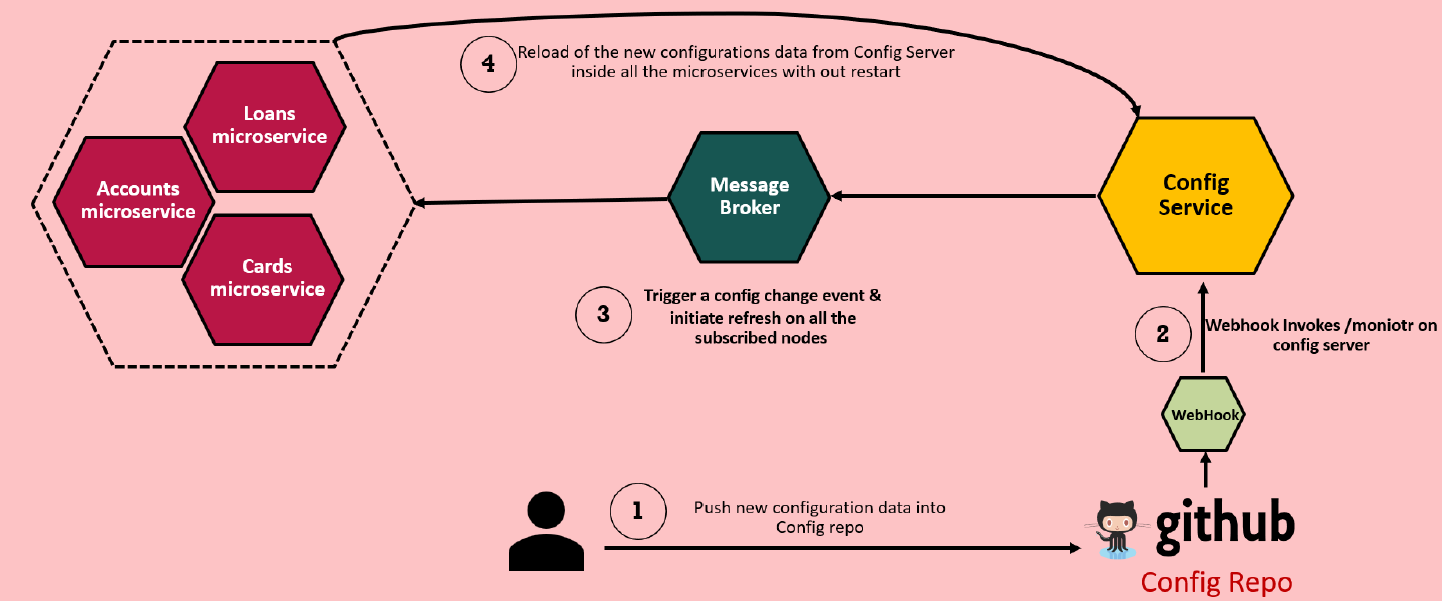 4
Reload of the new configurations data from Config Server
inside all the microservices with out restart
Loans
microservice
Accounts
microservice
Cards
microservice
Message
Broker
Config
Service
3
Trigger a config change event &
initiate refresh on all the
subscribed nodes
2
Webhook Invokes /moniotr on
config server
WebHook
1
Push new configuration data into
Config repo
github
Config Repo